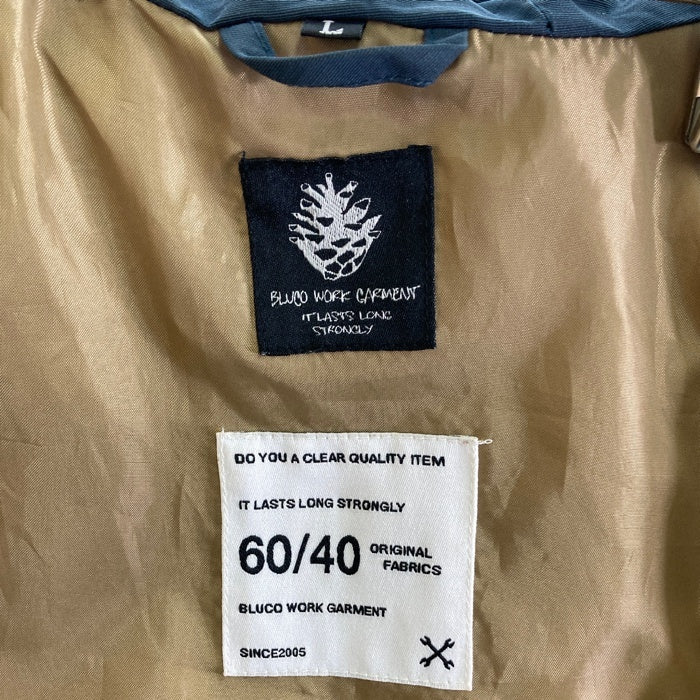 L
BLUCO WORK GARMENT
IT LASTS LONG
STRONGLY
DO YOU A CLEAR QUALITY ITEM
IT LASTS LONG STRONGLY
60/40 ORIGINAL
FABRICS
BLUCO WORK GARMENT
SINCE2005